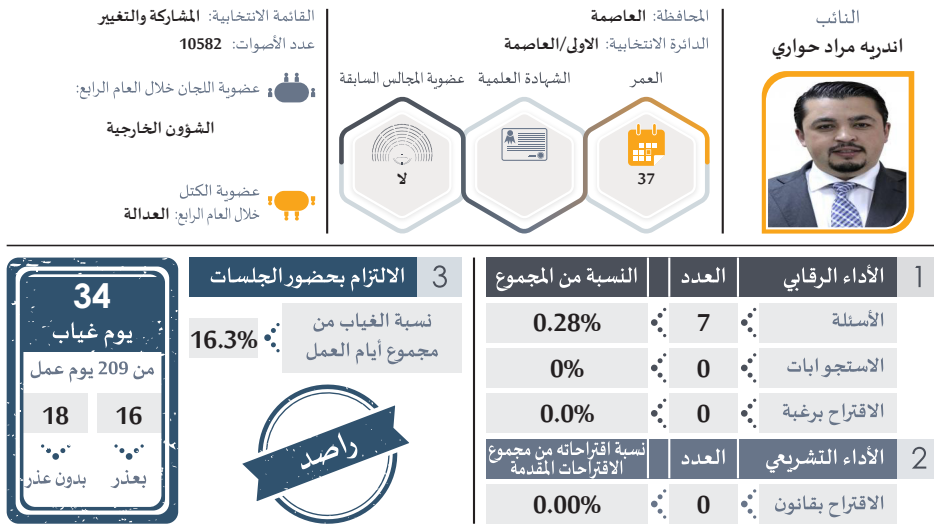 النائب
اندريه مراد حواري
المحافظة: العاصمة
الدائرة الانتخابية: الاولى/العاصمة
العمر
37
الشهادة العلمية
عضوية المجالس السابقة
لا
القائمة الانتخابية: المشاركة والتغيير
عدد الأصوات: 10582
عضوية اللجان خلال العام الرابع:
الشؤون الخارجية
عضوية الكتل
خلال العام الرابع: العدالة
1 الأداء الرقابي العدد النسبة من المجموع
الأسئلة 7 0.28%
الاستجوابات 0 0%
الاقتراح برغبة 0 0.0%
2 الأداء التشريعي العدد نسبة اقتراحاته من مجموع
الاقتراحات المقدمة
الاقتراح بقانون 0 0.00%
3 الالتزام بحضور الجلسات
نسبة الغياب من
مجموع أيام العمل
16.3%
راصد
34
يوم غياب
من 209 يوم عمل
16 18
بعذر بدون عذر